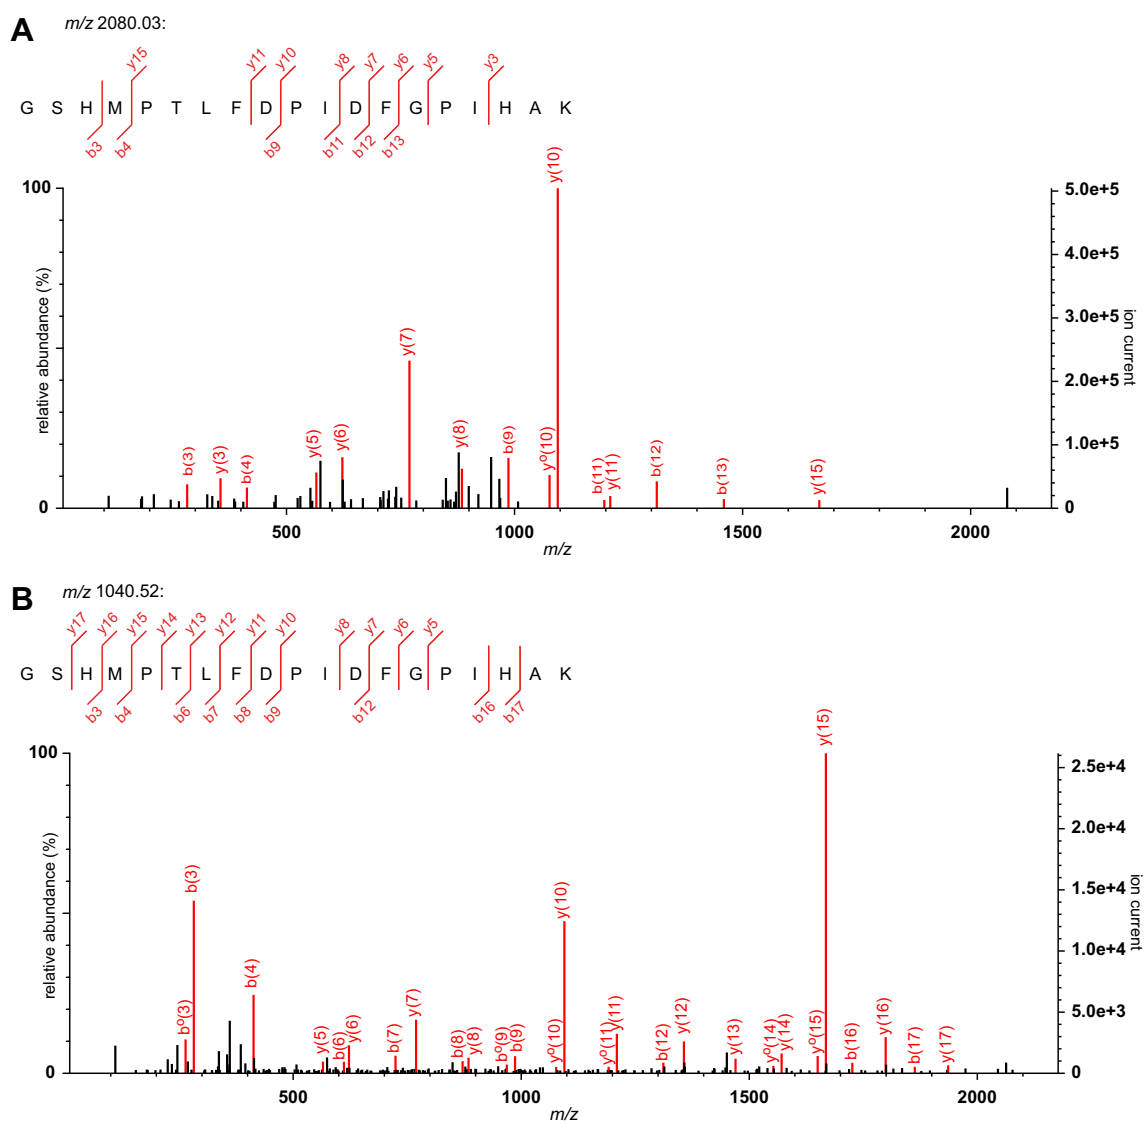 A
m/z 2080.03:
y15 y11 y10 y8 y7 y6 y5 y3
G S H M P T L F D P I D F G P I H A K
b3 b4 b9 b11 b12 b13
100
0
relative abundance (%)
5.0e+5
4.0e+5
3.0e+5
2.0e+5
1.0e+5
0
ion current
b(3) y(3) b(4) y(5) y(6) y(7) y(8) b(9) yº(10) y(10) b(11) y(11) b(12) b(13) y(15)
500 1000 1500 2000
m/z
B
m/z 1040.52:
y17 y16 y15 y14 y13 y12 y11 y10 y8 y7 y6 y5
G S H M P T L F D P I D F G P I H A K
b3 b4 b6 b7 b8 b9 b12 b16 b17
100
0
relative abundance (%)
2.5e+4
2.0e+4
1.5e+4
1.0e+4
5.0e+3
0
ion current
bº(3) b(3) b(4) y(5) b(6) y(6) b(7) y(7) b(8) y(8) bº(9) b(9) yº(10) y(10) yº(11) y(11) b(12) y(12) y(13) yº(14) y(14) yº(15) y(15) b(16) y(16) b(17) y(17)
500 1000 1500 2000
m/z